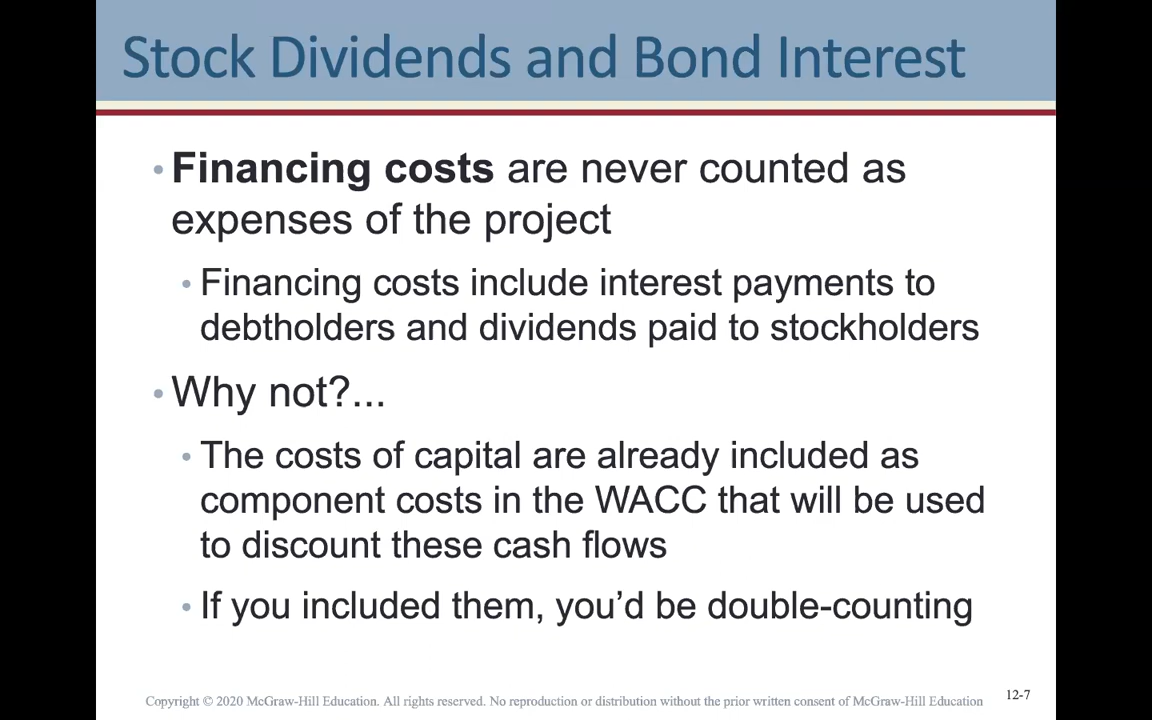 Stock Dividends and Bond Interest
• Financing costs are never counted as
expenses of the project
• Financing costs include interest payments to
debtholders and dividends paid to stockholders
• Why not?...
• The costs of capital are already included as
component costs in the WACC that will be used
to discount these cash flows
• If you included them, you’d be double-counting
Copyright © 2020 McGraw-Hill Education. All rights reserved. No reproduction or distribution without the prior written consent of McGraw-Hill Education
12-7